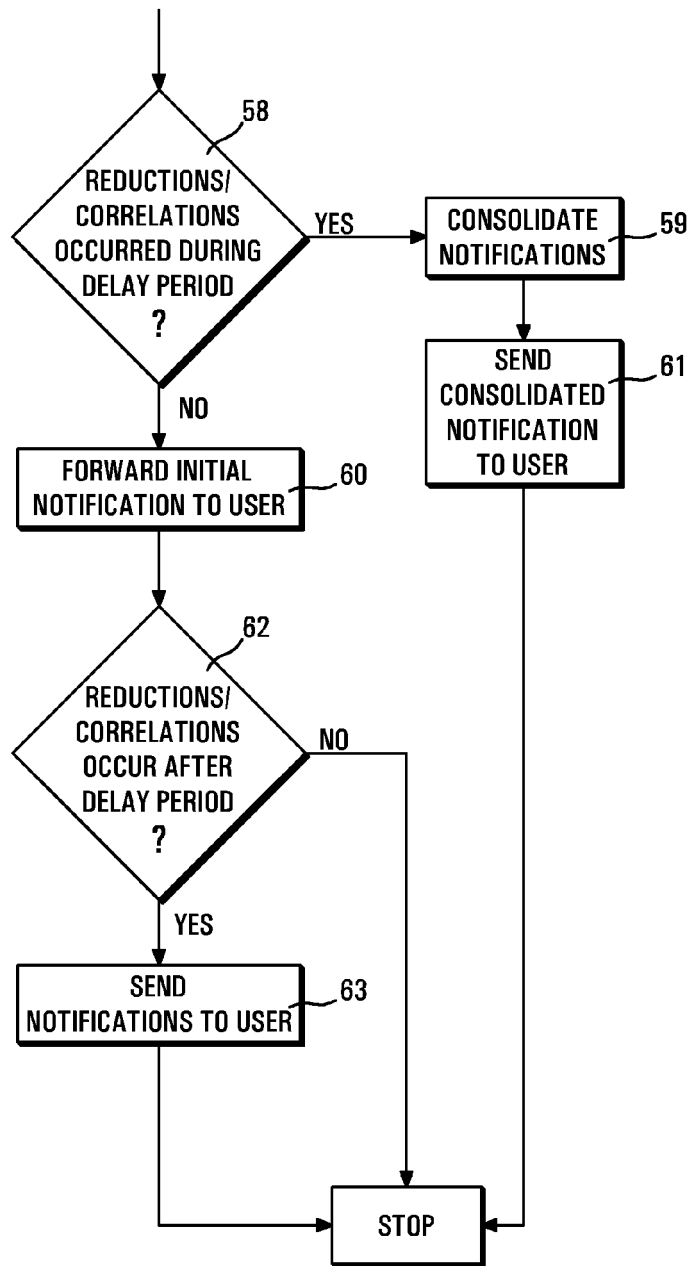 58
REDUCTIONS/
CORRELATIONS
OCCURRED DURING
DELAY PERIOD
?
YES
CONSOLIDATE
NOTIFICATIONS
59
SEND
CONSOLIDATED
NOTIFICATION
TO USER
61
NO
FORWARD INITIAL
NOTIFICATION TO USER
60
62
REDUCTIONS/
CORRELATIONS
OCCUR AFTER
DELAY PERIOD
?
NO
YES
SEND
NOTIFICATIONS TO USER
63
STOP